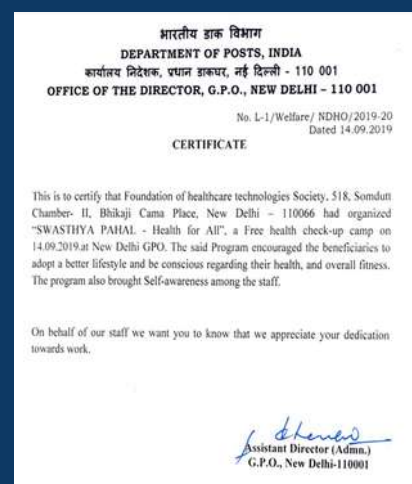 भारतीय डाक विभाग
DEPARTMENT OF POSTS, INDIA
कार्यालय निदेशक, प्रधान डाकघर, नई दिल्ली - 110 001
OFFICE OF THE DIRECTOR, G.P.O., NEW DELHI – 110 001
No. L-1/Welfare/ NDHO/2019-20
Dated 14.09.2019
CERTIFICATE
This is to certify that Foundation of healthcare technologies Society, 518, Somdutt
Chamber- II, Bhikaji Cama Place, New Delhi – 110066 had organized
“SWASTHYA PAHAL - Health for All”, a Free health check-up camp on
14.09.2019.at New Delhi GPO. The said Program encouraged the beneficiaries to
adopt a better lifestyle and be conscious regarding their health, and overall fitness.
The program also brought Self-awareness among the staff.
On behalf of our staff we want you to know that we appreciate your dedication
towards work.
Assistant Director (Admn.)
G.P.O., New Delhi-110001